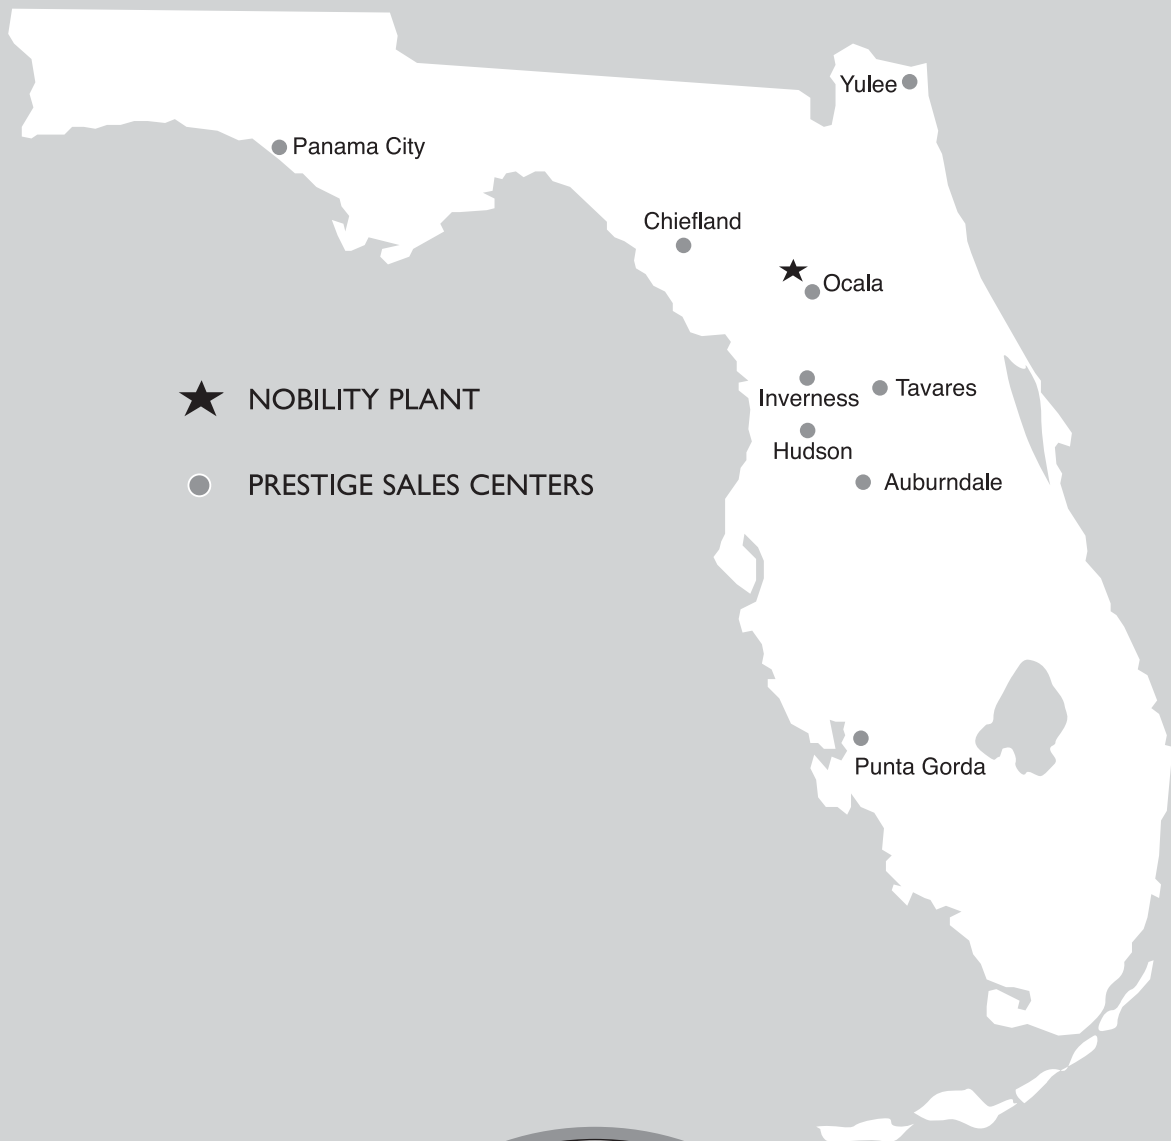 Yulee
Panama City
Chiefland
Ocala
NOBILITY PLANT
Inverness
Tavares
Hudson
PRESTIGE SALES CENTERS
Auburndale
Punta Gorda